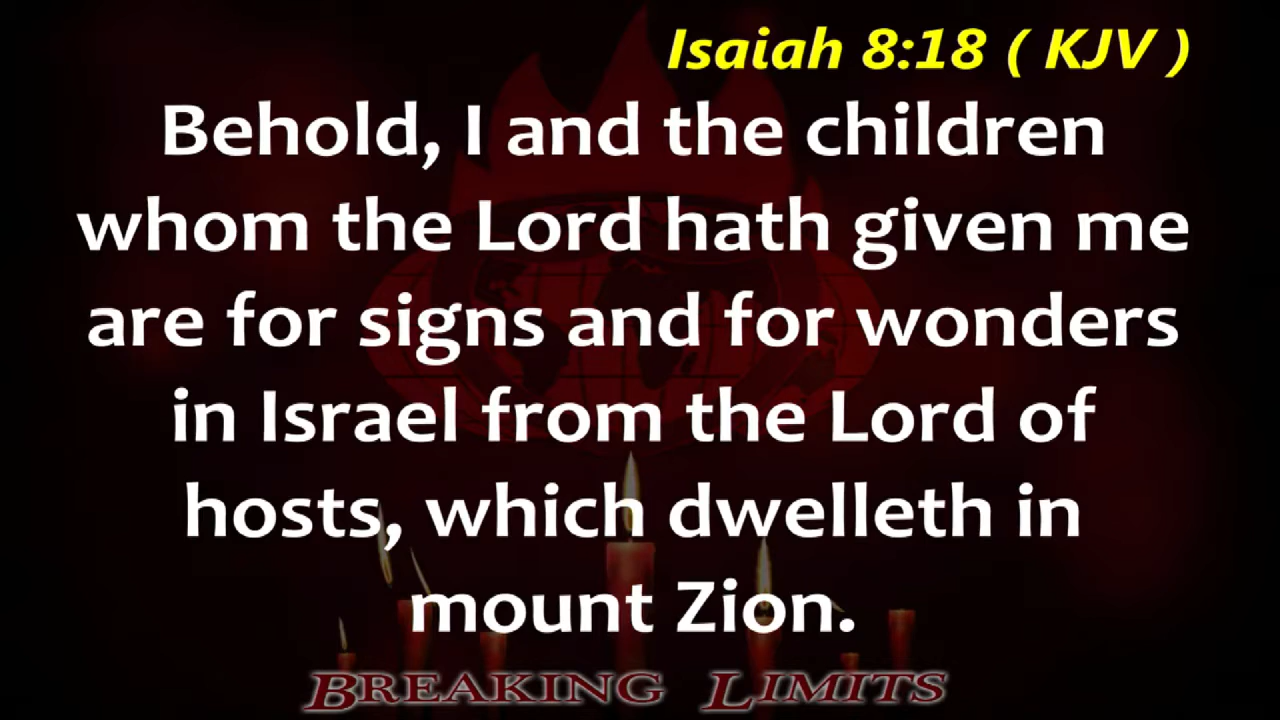 Isaiah 8:18 ( KJV )
Behold, I and the children
whom the Lord hath given me
are for signs and for wonders
in Israel from the Lord of
hosts, which dwelleth in
mount Zion.
BREAKING LIMITS